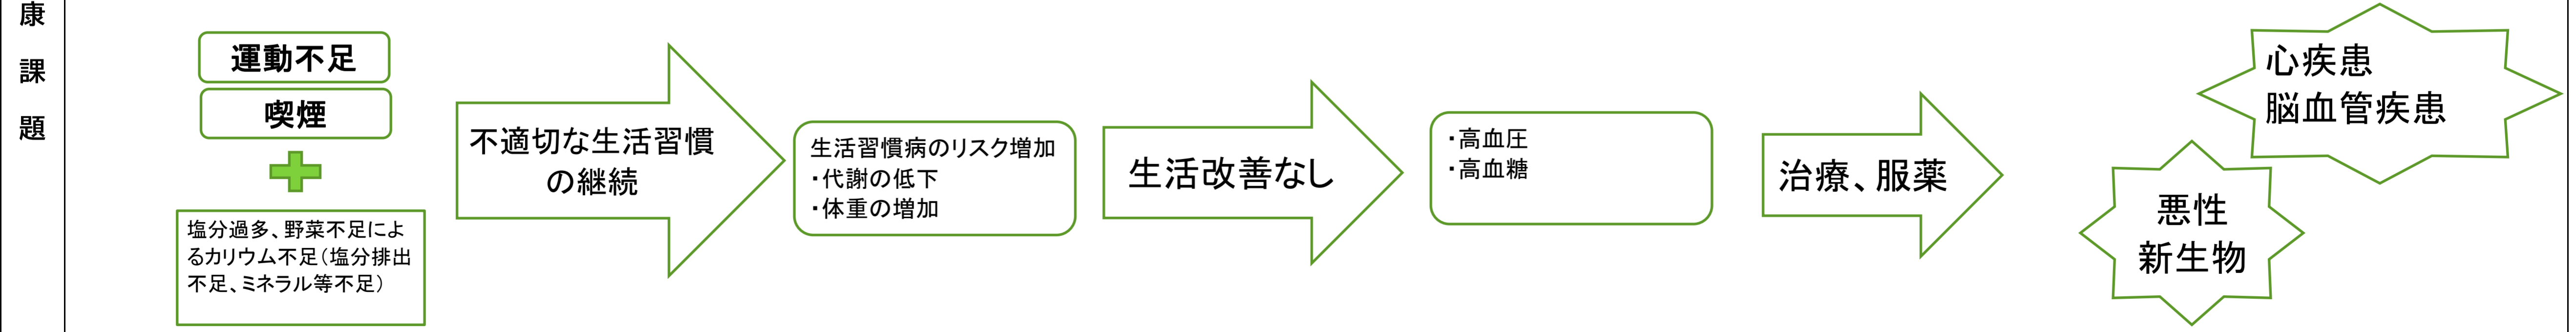 康
課
題
運動不足
喫煙
塩分過多、野菜不足によ
るカリウム不足(塩分排出
不足、ミネラル等不足)
不適切な生活習慣
の継続
生活習慣病のリスク増加
・代謝の低下
・体重の増加
生活改善なし
・高血圧
・高血糖
治療、服薬
心疾患
脳血管疾患
悪性
新生物